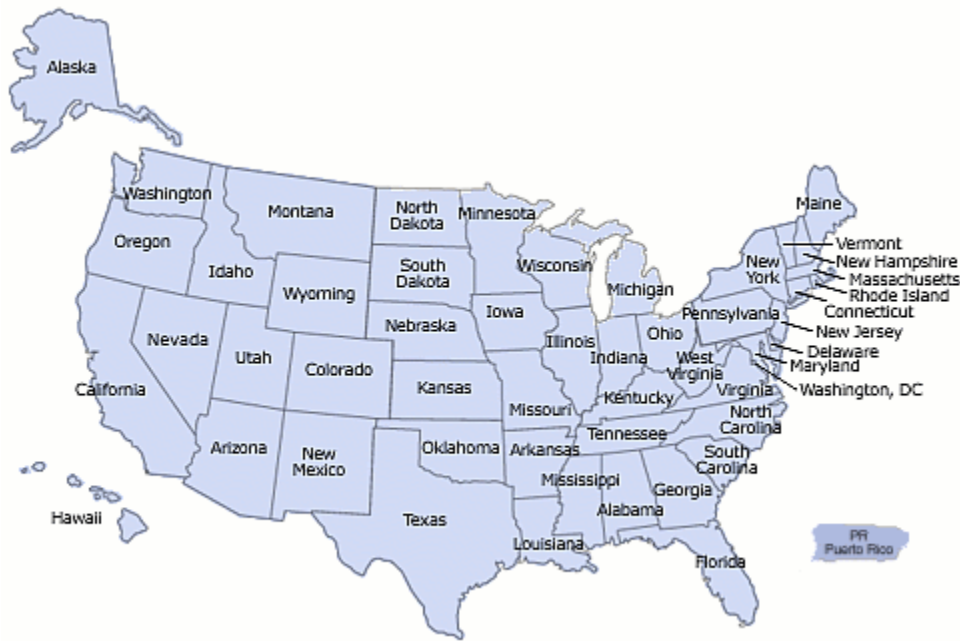 Alaska
Washington
Montana
North
Dakota
Minnesota
Maine
Oregon
Idaho
Wyoming
South
Dakota
Wisconsin
Michigan
New
York
Vermont
New Hampshire
Massachusetts
Rhode Island
Connecticut
Nevada
Utah
Colorado
Nebraska
Iowa
Illinois
Indiana
Ohio
Pennsylvania
New Jersey
Delaware
Maryland
Washington, DC
West
Virginia
Virginia
California
Kansas
Missouri
Kentucky
North
Carolina
Tennessee
Arizona
New
Mexico
Oklahoma
Arkansas
South
Carolina
Mississippi
Georgia
Alabama
Hawaii
Texas
Louisiana
Florida
PR
Puerto Rico